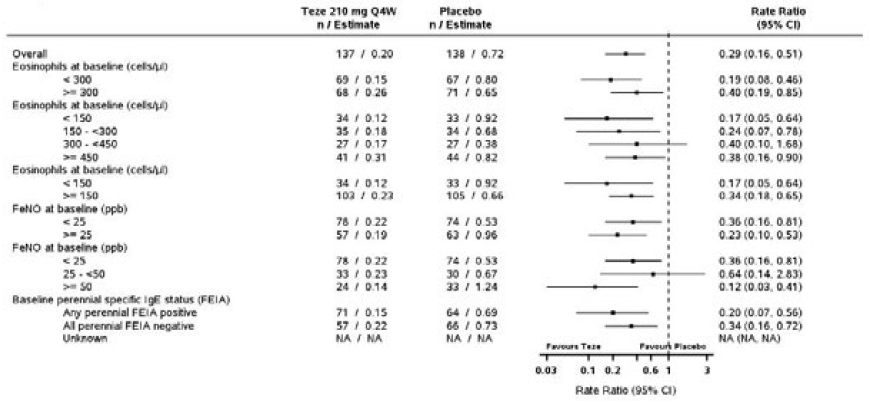 Teze 210 mg Q4W Placebo Rate Ratio
n / Estimate n / Estimate (95% CI)
Overall 137 / 0.20 138 / 0.72 0.29 (0.16, 0.51)
Eosinophils at baseline (cells/µl)
< 300 69 / 0.15 67 / 0.80 0.19 (0.08, 0.46)
>= 300 68 / 0.26 71 / 0.65 0.40 (0.19, 0.85)
Eosinophils at baseline (cells/µl)
< 150 34 / 0.12 33 / 0.92 0.17 (0.05, 0.64)
150 - <300 35 / 0.18 34 / 0.68 0.24 (0.07, 0.78)
300 - <450 27 / 0.17 27 / 0.38 0.40 (0.10, 1.68)
>= 450 41 / 0.31 44 / 0.82 0.38 (0.16, 0.90)
Eosinophils at baseline (cells/µl)
< 150 34 / 0.12 33 / 0.92 0.17 (0.05, 0.64)
>= 150 103 / 0.23 105 / 0.66 0.34 (0.18, 0.65)
FeNO at baseline (ppb)
< 25 78 / 0.22 74 / 0.53 0.36 (0.16, 0.81)
>= 25 57 / 0.19 63 / 0.96 0.23 (0.10, 0.53)
FeNO at baseline (ppb)
< 25 78 / 0.22 74 / 0.53 0.36 (0.16, 0.81)
25 - <50 33 / 0.23 30 / 0.67 0.64 (0.14, 2.83)
>= 50 24 / 0.14 33 / 1.24 0.12 (0.03, 0.41)
Baseline perennial specific IgE status (FEIA)
Any perennial FEIA positive 71 / 0.15 64 / 0.69 0.20 (0.07, 0.56)
All perennial FEIA negative 57 / 0.22 66 / 0.73 0.34 (0.16, 0.72)
Unknown NA / NA NA / NA NA (NA, NA)
Favours Teze Favours Placebo
0.03 0.1 0.2 0.6 1 3
Rate Ratio (95% CI)